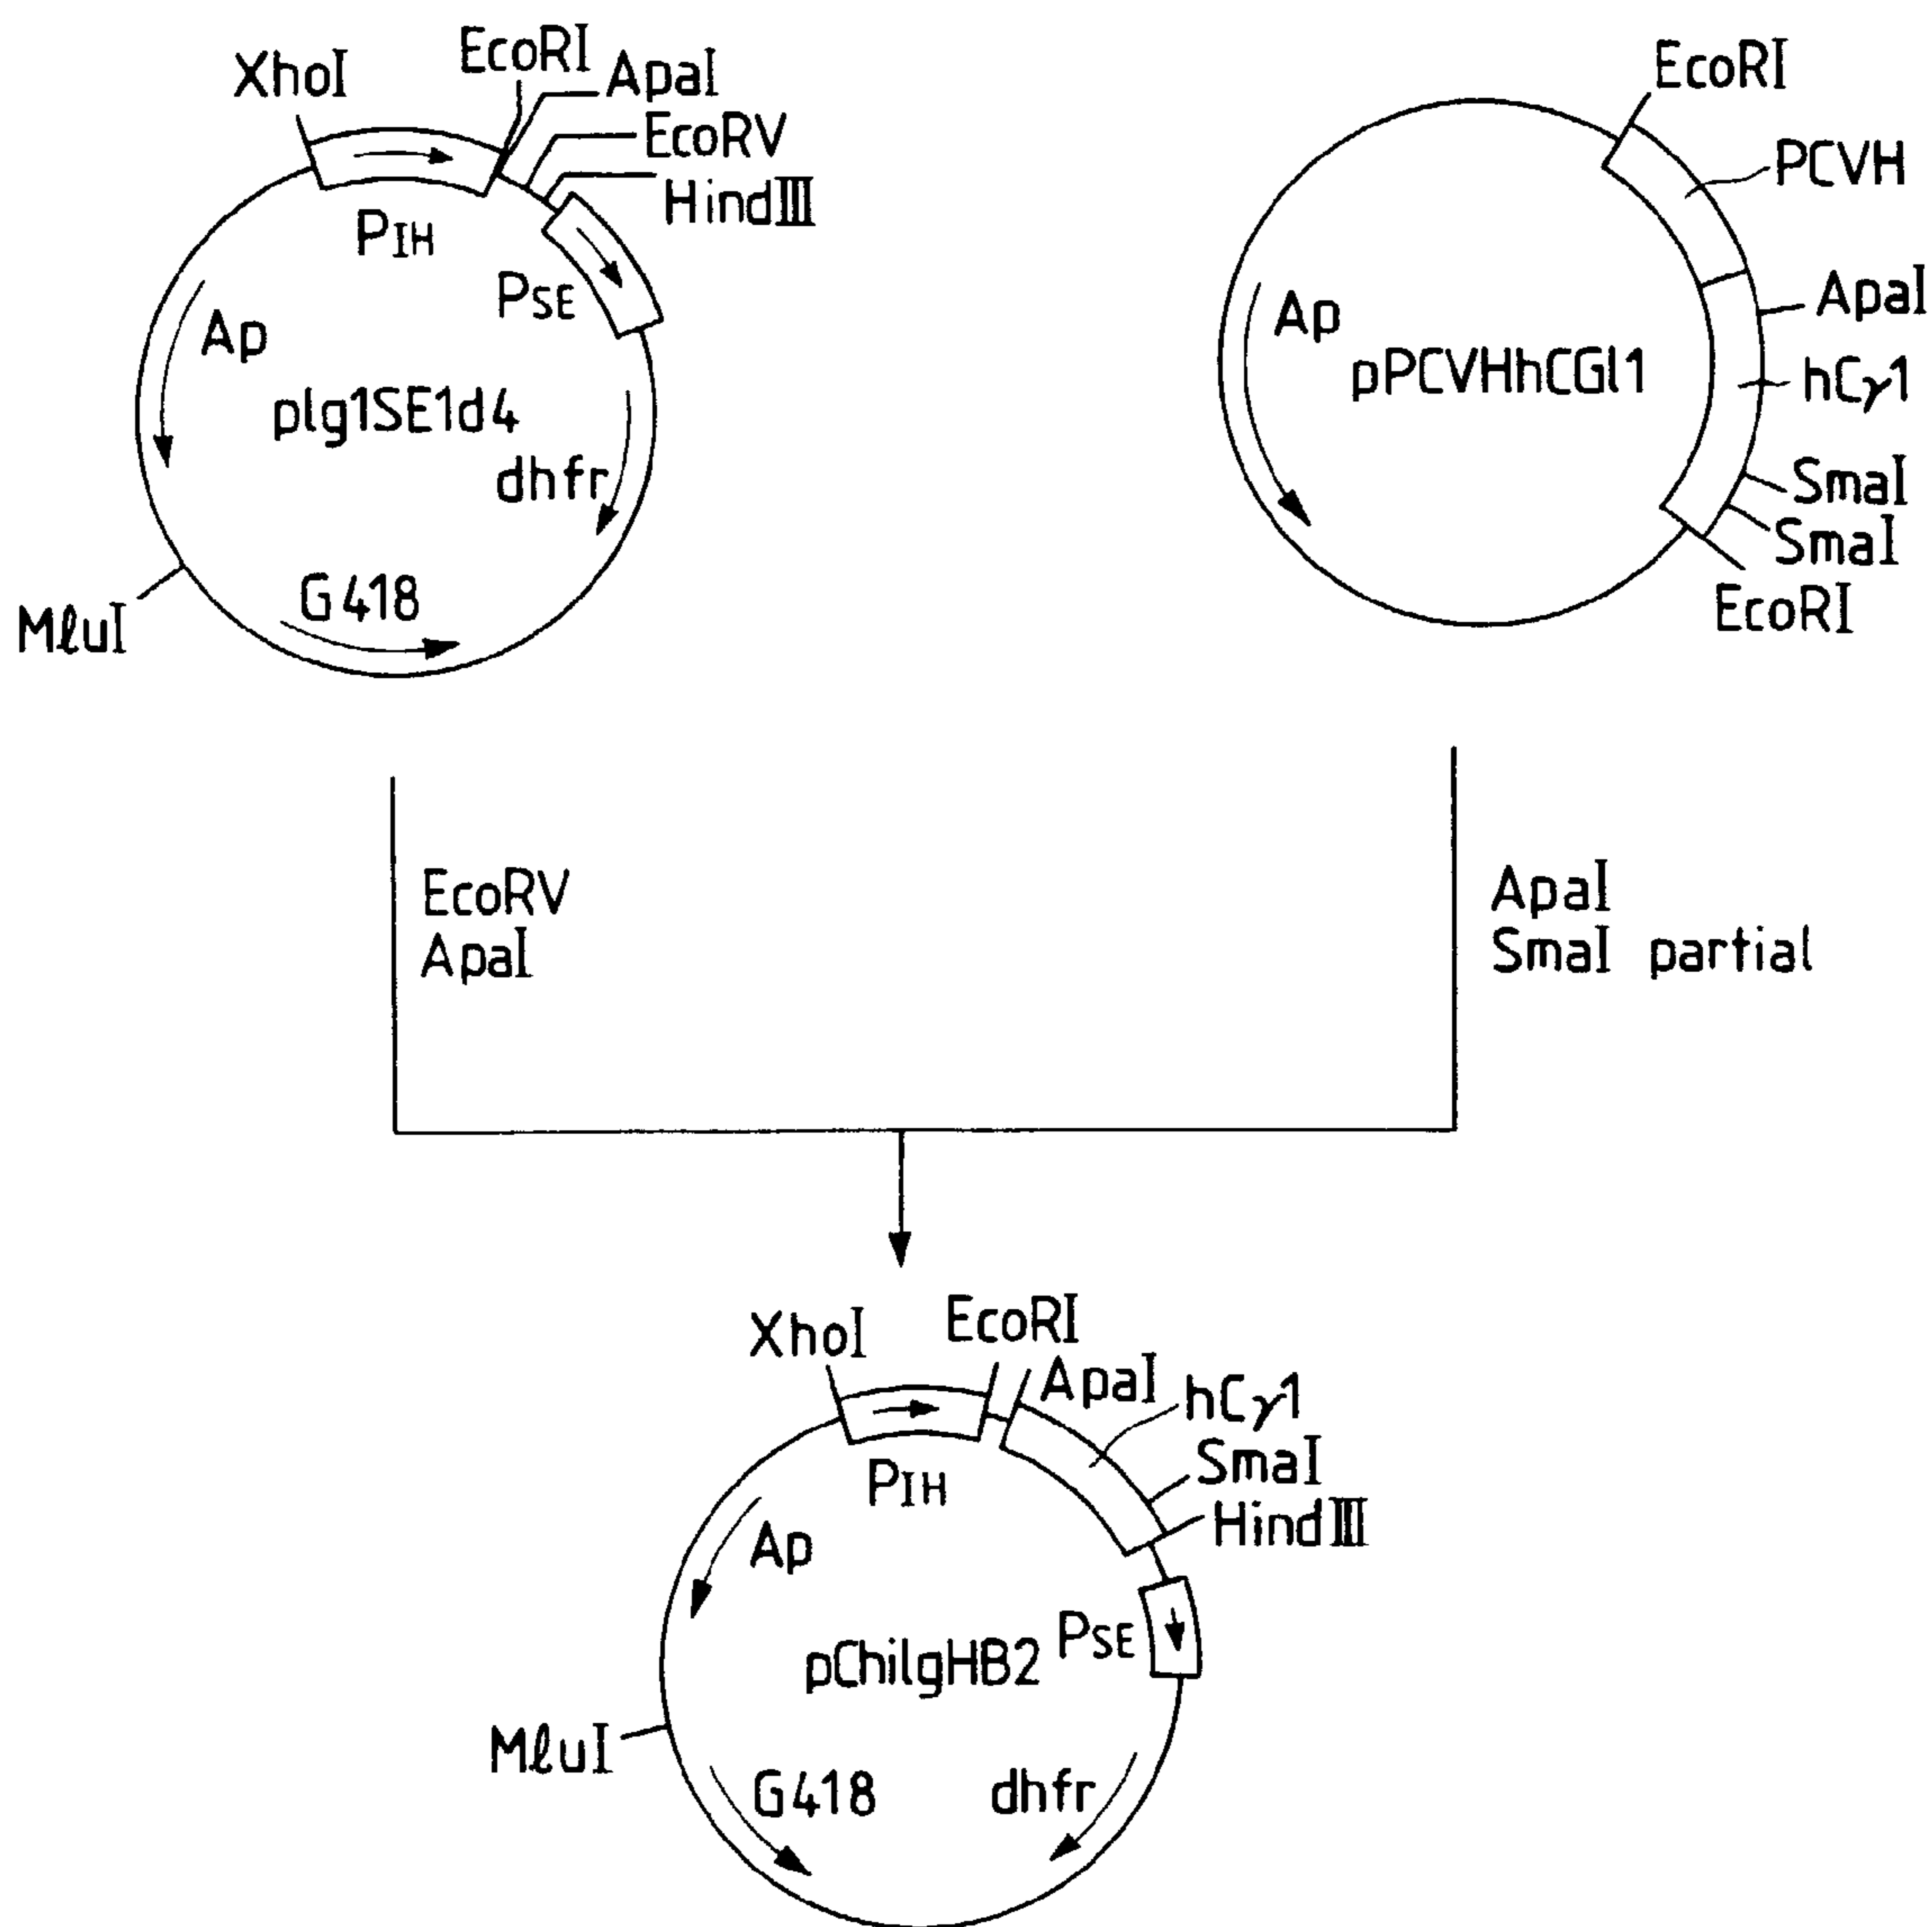 XhoI
EcoRI
ApaI
EcoRV
HindIII
PIH
PSE
Ap
pIg1SE1d4
dhfr
G418
MluI
EcoRI
PCVH
ApaI
Ap
pPCVHhCGl1
hCγ1
SmaI
SmaI
EcoRI
EcoRV
ApaI
ApaI
SmaI partial
XhoI
EcoRI
ApaI
hCγ1
SmaI
HindIII
PIH
Ap
PSE
pChiIgHB2
MluI
G418
dhfr